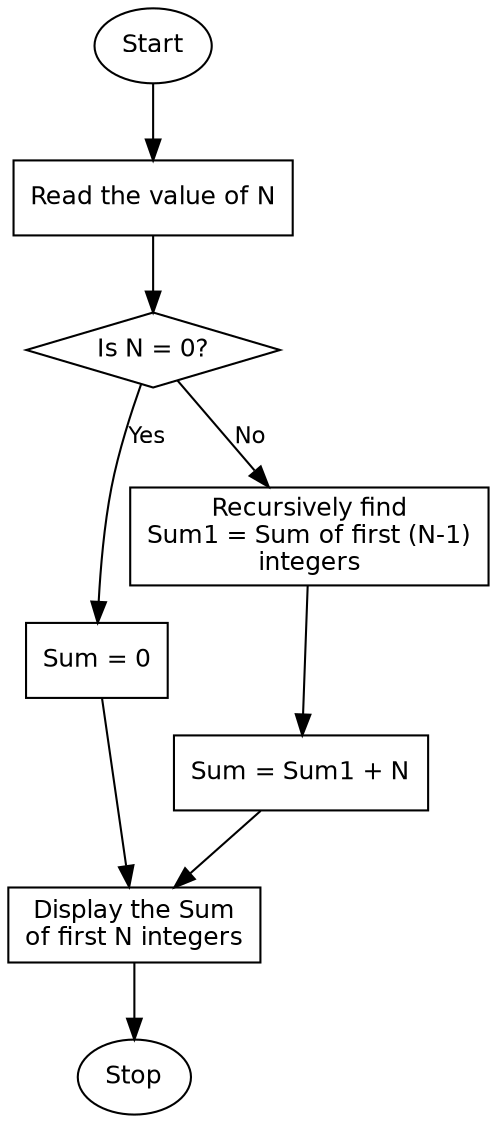 Start
Read the value of N
Is N = 0?
Yes
No
Recursively find
Sum1 = Sum of first (N-1)
integers
Sum = 0
Sum = Sum1 + N
Display the Sum
of first N integers
Stop